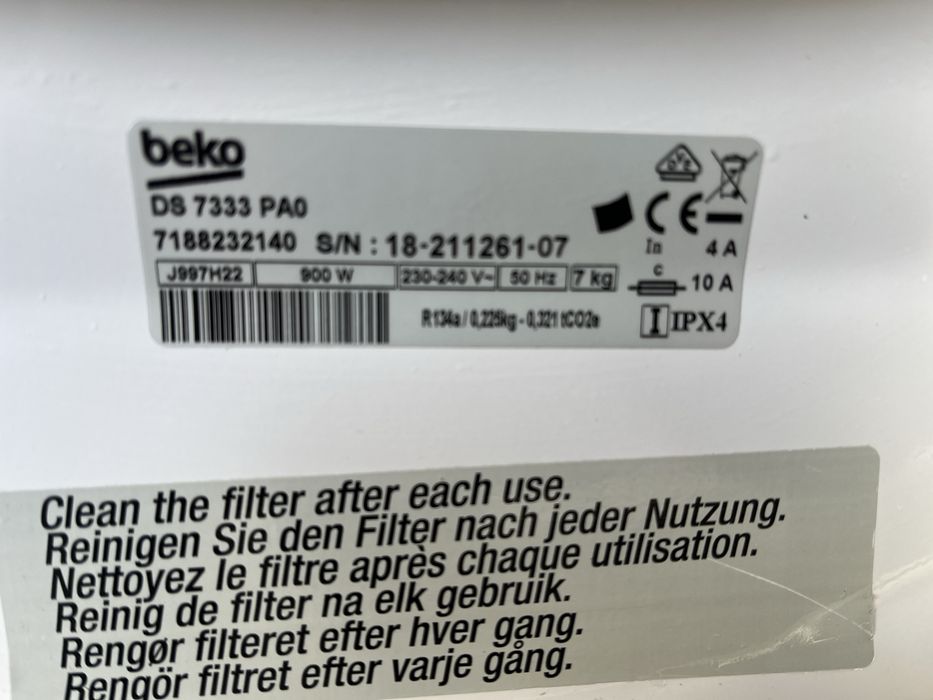 beko
DS 7333 PA0
7188232140 S/N : 18-211261-07
J997H22 900 W 230-240 V~ 50 Hz 7 kg
R134a / 0,225kg - 0,321 tCO2e
DVE
CE
In 4 A
c 10 A
I IPX4
Clean the filter after each use.
Reinigen Sie den Filter nach jeder Nutzung.
Nettoyez le filtre après chaque utilisation.
Reinig de filter na elk gebruik.
Rengør filteret efter hver gang.
Rengör filtret efter varje gång.